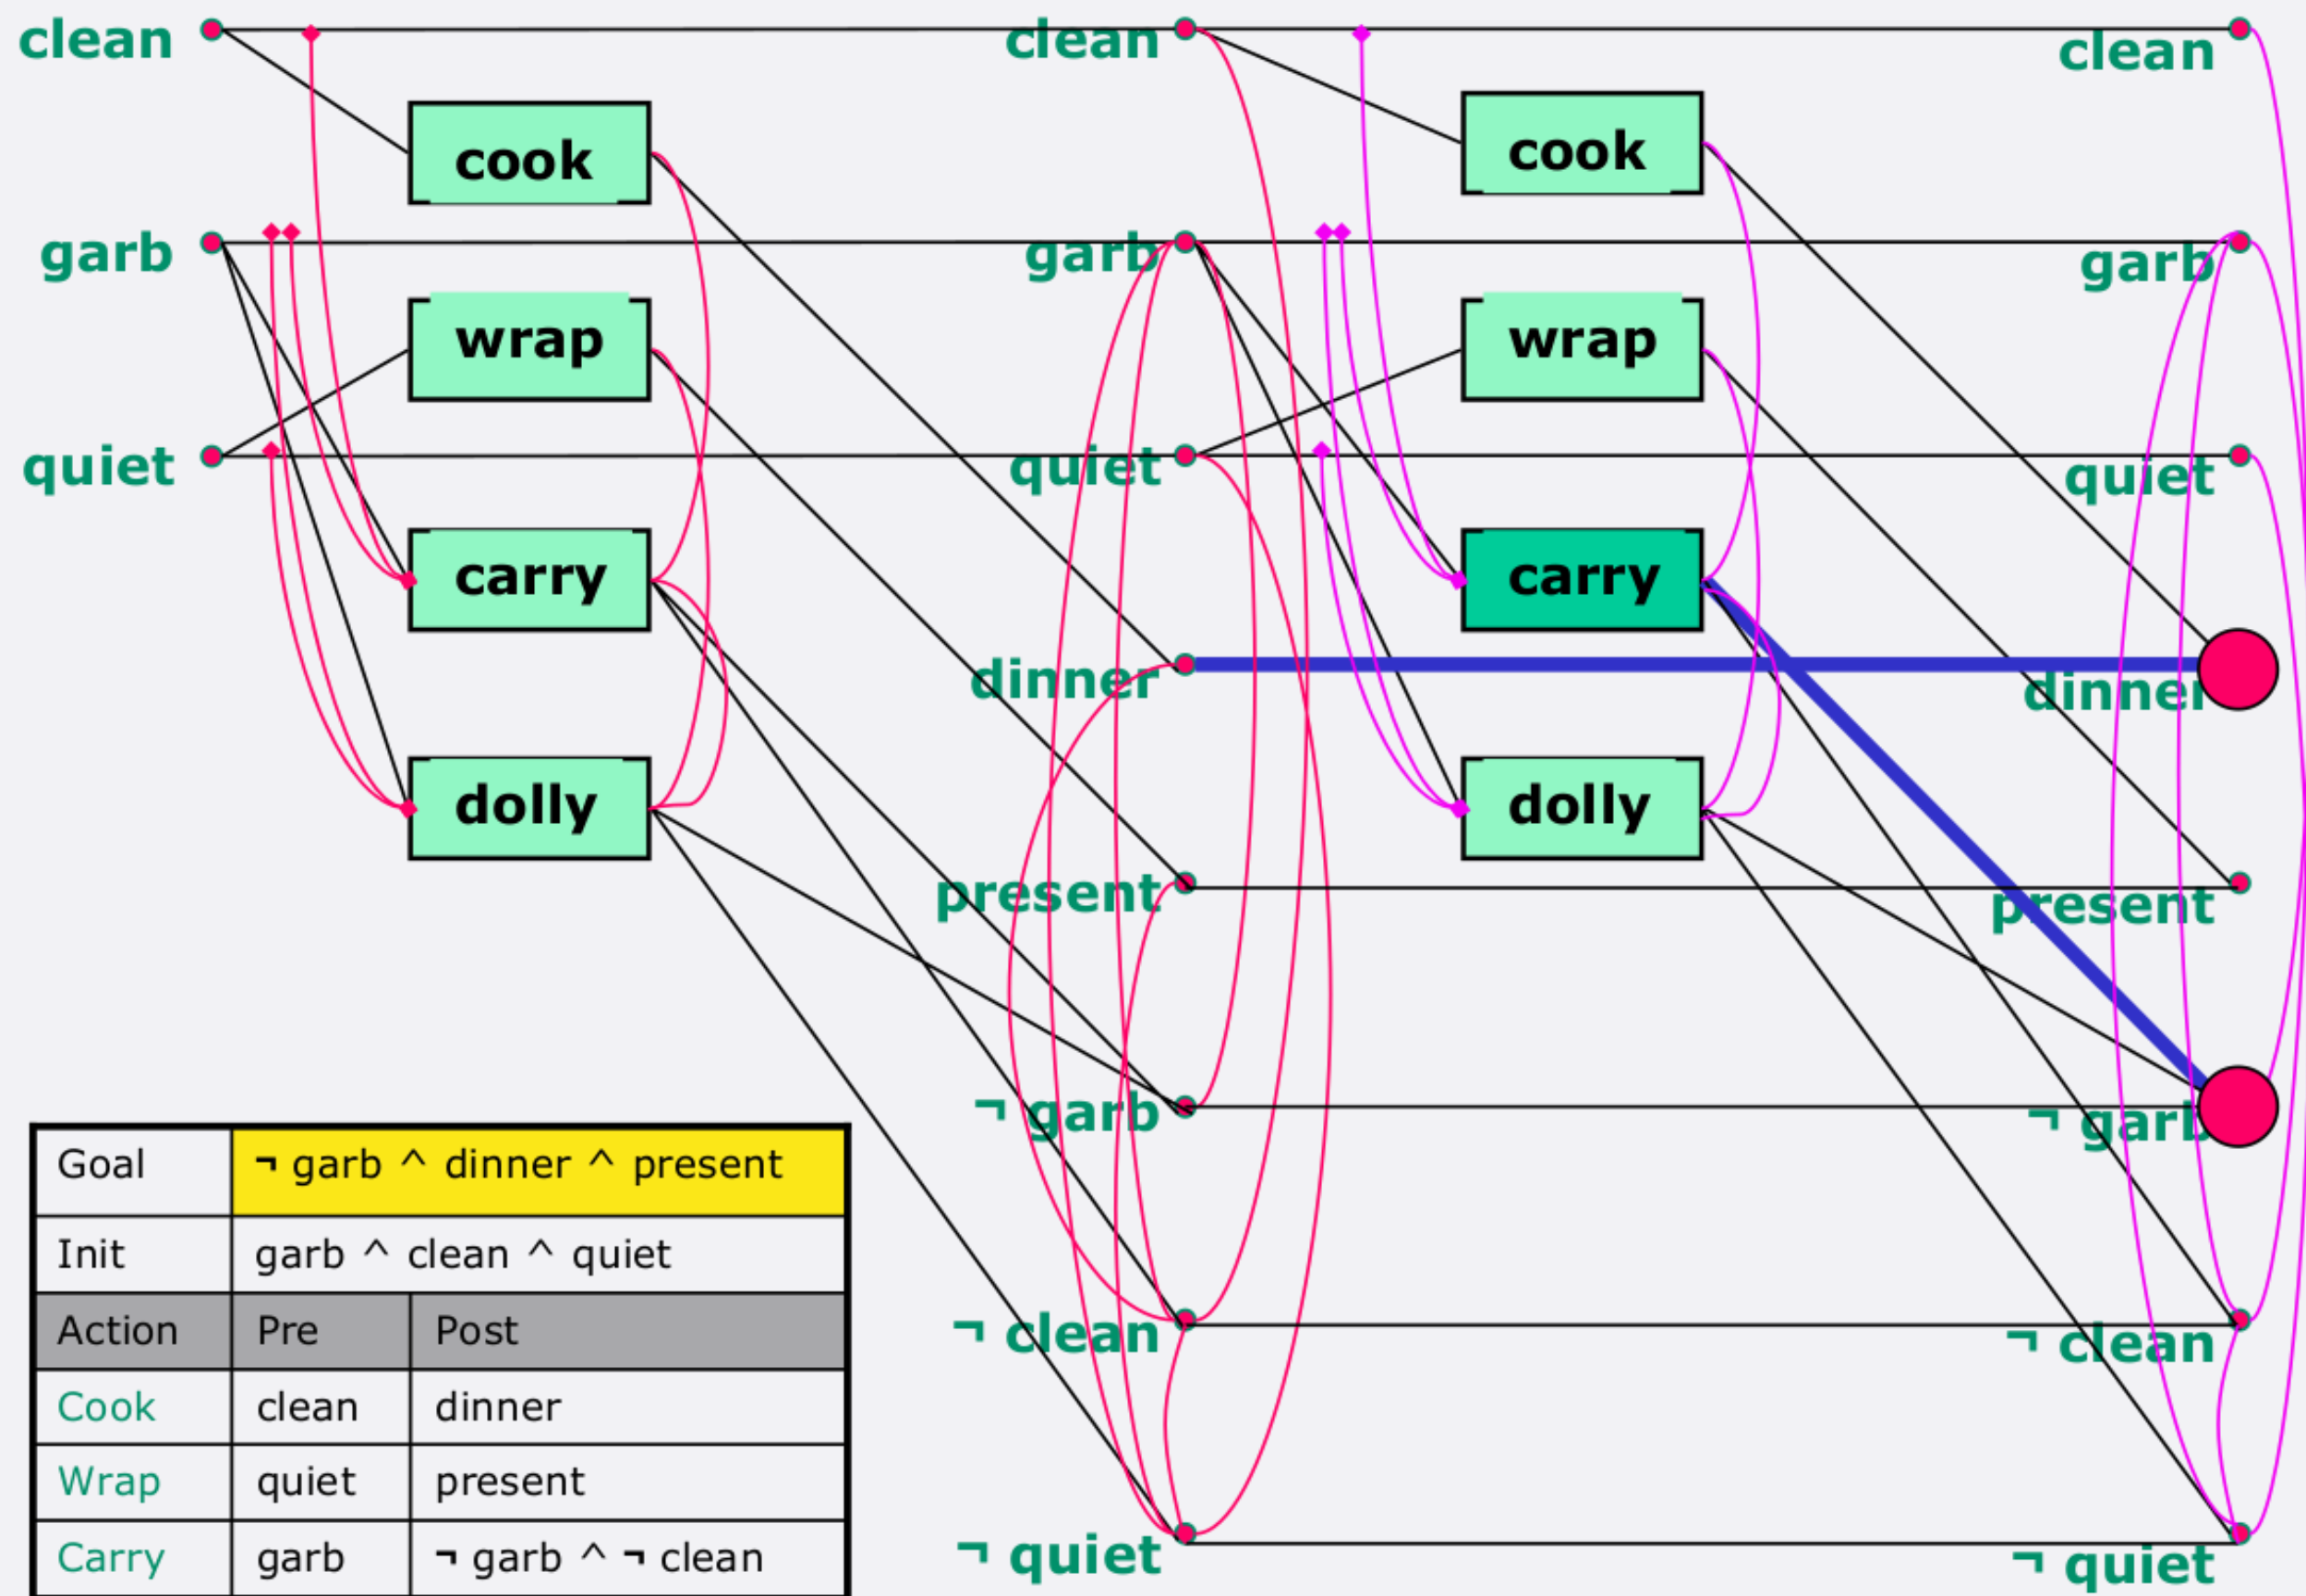 clean clean clean
cook cook
garb garb garb
wrap wrap
quiet quiet quiet
carry carry
dinner dinner
dolly dolly
present present
¬ garb ¬ garb
Goal ¬ garb ^ dinner ^ present
Init garb ^ clean ^ quiet
Action Pre Post
¬ clean ¬ clean
Cook clean dinner
Wrap quiet present
Carry garb ¬ garb ^ ¬ clean
¬ quiet ¬ quiet